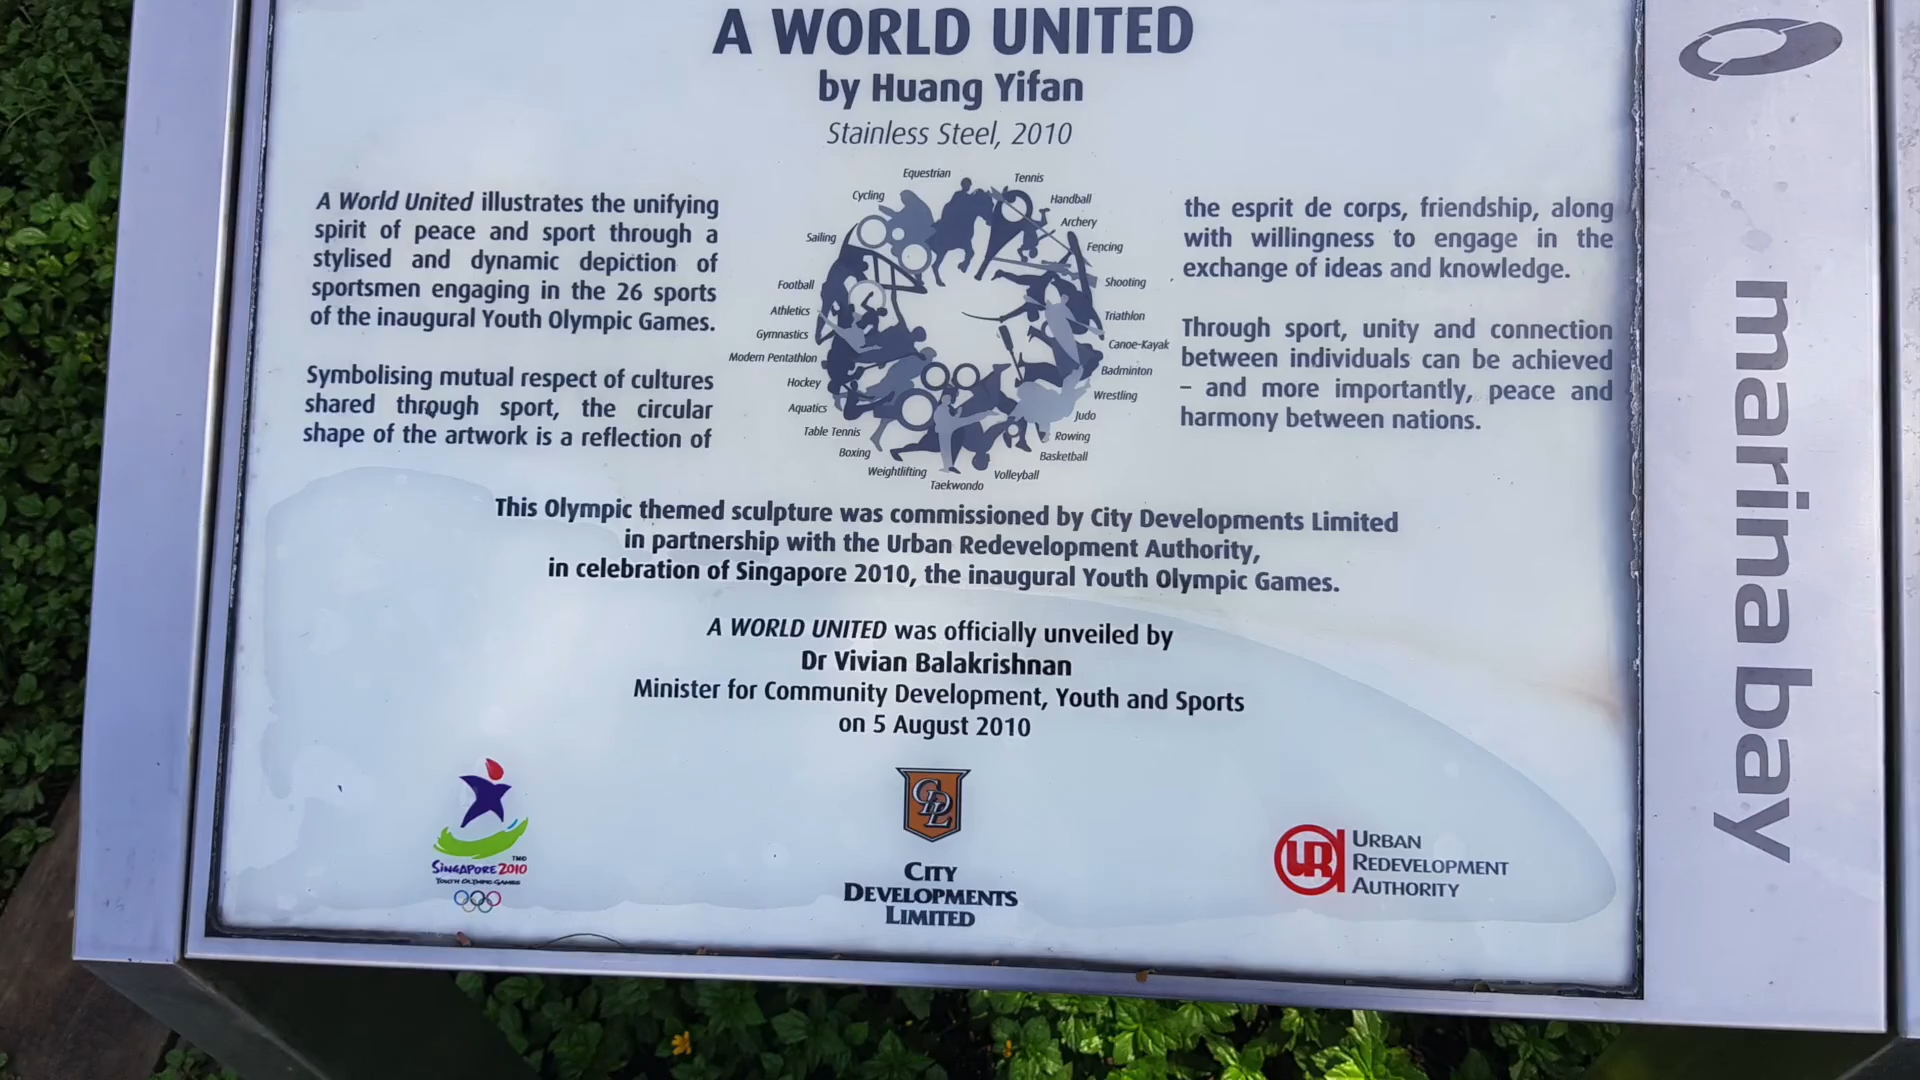 A WORLD UNITED
by Huang Yifan
Stainless Steel, 2010
A World United illustrates the unifying
spirit of peace and sport through a
stylised and dynamic depiction of
sportsmen engaging in the 26 sports
of the inaugural Youth Olympic Games.
Symbolising mutual respect of cultures
shared through sport, the circular
shape of the artwork is a reflection of
Equestrian
Cycling
Sailing
Football
Athletics
Gymnastics
Modern Pentathlon
Hockey
Aquatics
Table Tennis
Boxing
Weightlifting
Taekwondo
Tennis
Handball
Archery
Fencing
Shooting
Triathlon
Canoe-Kayak
Badminton
Wrestling
Judo
Rowing
Basketball
Volleyball
the esprit de corps, friendship, along
with willingness to engage in the
exchange of ideas and knowledge.
Through sport, unity and connection
between individuals can be achieved
– and more importantly, peace and
harmony between nations.
This Olympic themed sculpture was commissioned by City Developments Limited
in partnership with the Urban Redevelopment Authority,
in celebration of Singapore 2010, the inaugural Youth Olympic Games.
A WORLD UNITED was officially unveiled by
Dr Vivian Balakrishnan
Minister for Community Development, Youth and Sports
on 5 August 2010
SINGAPORE 2010
YOUTH OLYMPIC GAMES
CDL
CITY
DEVELOPMENTS
LIMITED
URA
URBAN
REDEVELOPMENT
AUTHORITY
marina bay